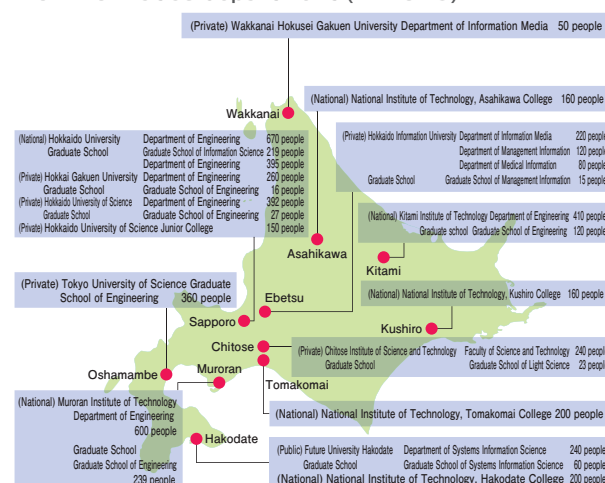 (Private) Wakkanai Hokusei Gakuen University Department of Information Media 50 people
(National) National Institute of Technology, Asahikawa College 160 people
Wakkanai
(National) Hokkaido University Department of Engineering 670 people
Graduate School Graduate School of Information Science 219 people
Department of Engineering 395 people
(Private) Hokkai Gakuen University Department of Engineering 260 people
Graduate School Graduate School of Engineering 16 people
(Private) Hokkaido University of Science Department of Engineering 392 people
Graduate School Graduate School of Engineering 27 people
(Private) Hokkaido University of Science Junior College 150 people
(Private) Hokkaido Information University Department of Information Media 220 people
Department of Management Information 120 people
Department of Medical Information 80 people
Graduate School Graduate School of Management Information 15 people
(National) Kitami Institute of Technology Department of Engineering 410 people
Graduate school Graduate School of Engineering 120 people
Asahikawa
Kitami
(Private) Tokyo University of Science Graduate
School of Engineering 360 people
Ebetsu
(National) National Institute of Technology, Kushiro College 160 people
Sapporo
Kushiro
Chitose
(Private) Chitose Institute of Science and Technology Faculty of Science and Technology 240 people
Graduate School Graduate School of Light Science 23 people
Oshamambe
Muroran
Tomakomai
(National) Muroran Institute of Technology
Department of Engineering
600 people
Graduate School
Graduate School of Engineering
239 people
(National) National Institute of Technology, Tomakomai College 200 people
Hakodate
(Public) Future University Hakodate Department of Systems Information Science 240 people
Graduate School Graduate School of Systems Information Science 60 people
(National) National Institute of Technology, Hakodate College 200 people